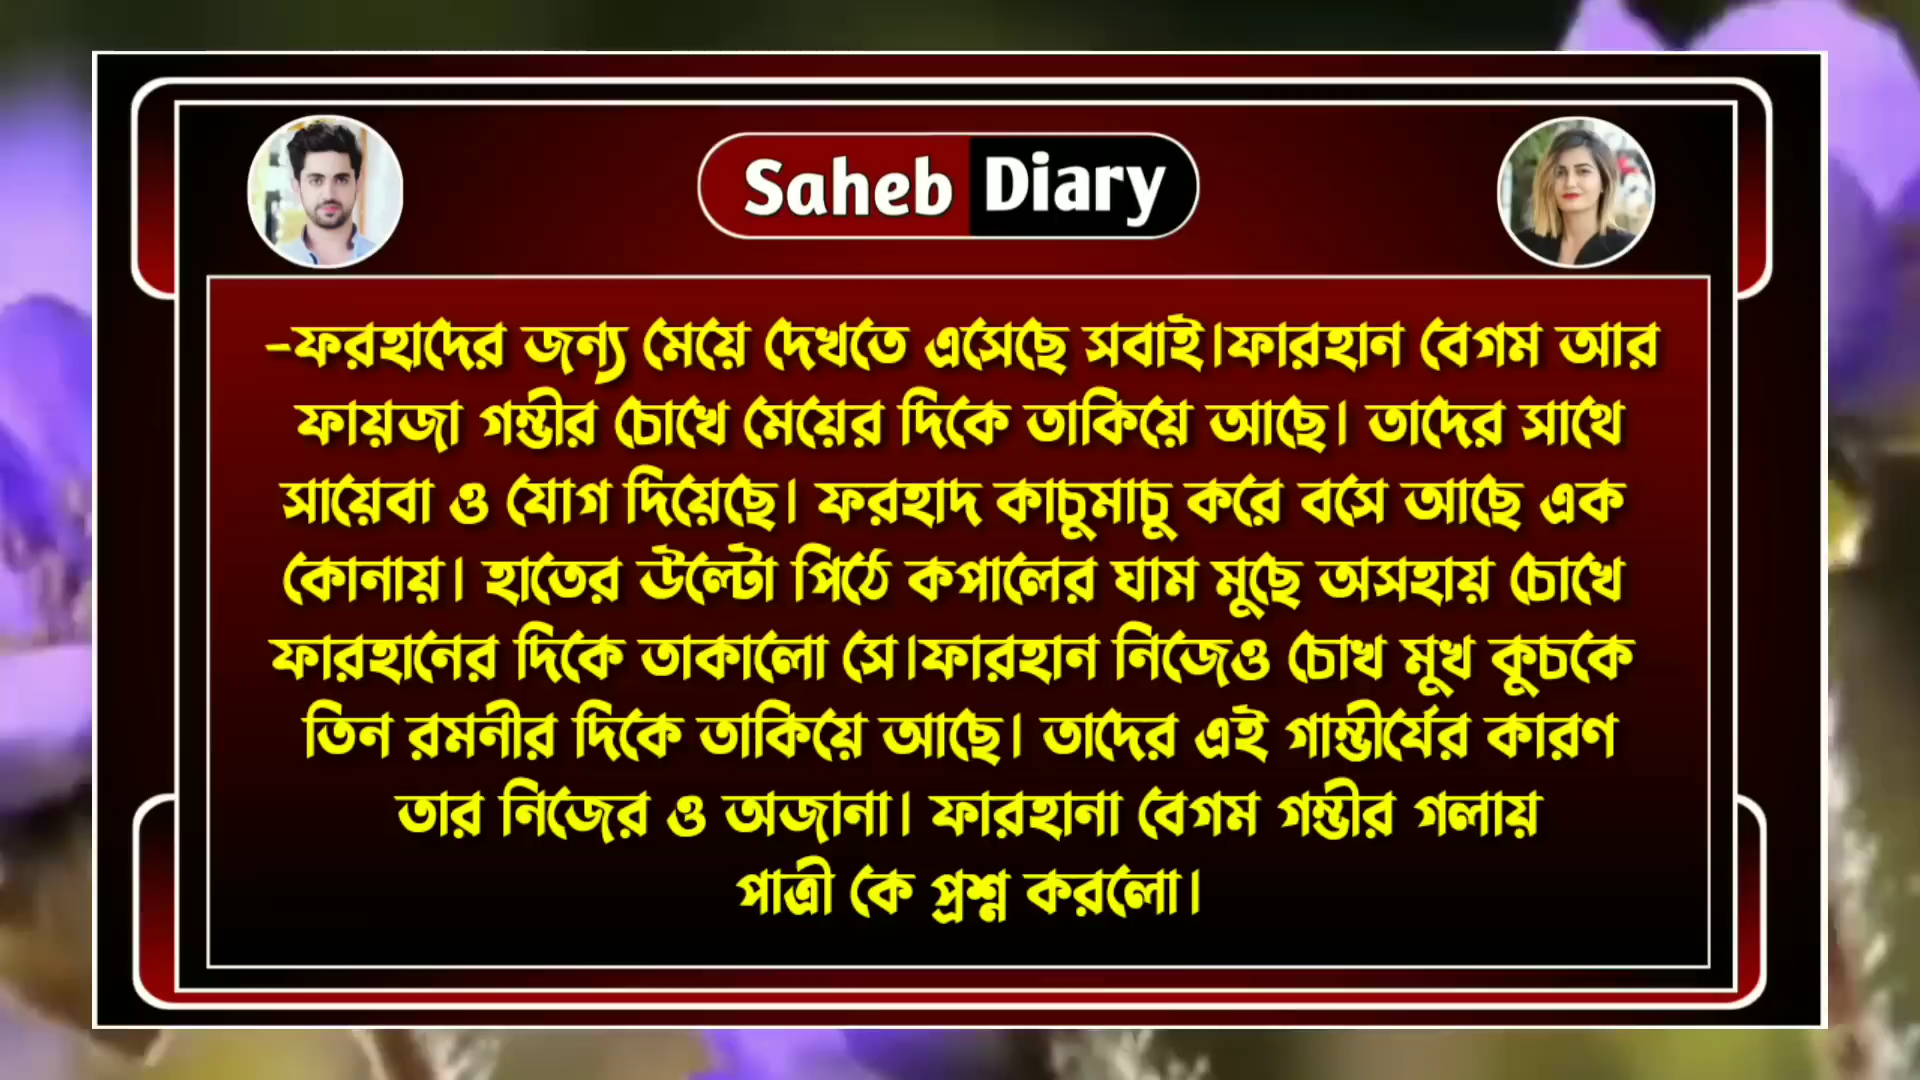 Saheb Diary
-ফরহাদের জন্য মেয়ে দেখতে এসেছে সবাই।ফারহান বেগম আর
ফায়জা গম্ভীর চোখে মেয়ের দিকে তাকিয়ে আছে। তাদের সাথে
সায়েবা ও যোগ দিয়েছে। ফরহাদ কাচুমাচু করে বসে আছে এক
কোনায়। হাতের উল্টো পিঠে কপালের ঘাম মুছে অসহায় চোখে
ফারহানের দিকে তাকালো সে।ফারহান নিজেও চোখ মুখ কুচকে
তিন রমনীর দিকে তাকিয়ে আছে। তাদের এই গাম্ভীর্যের কারণ
তার নিজের ও অজানা। ফারহানা বেগম গম্ভীর গলায়
পাত্রী কে প্রশ্ন করলো।